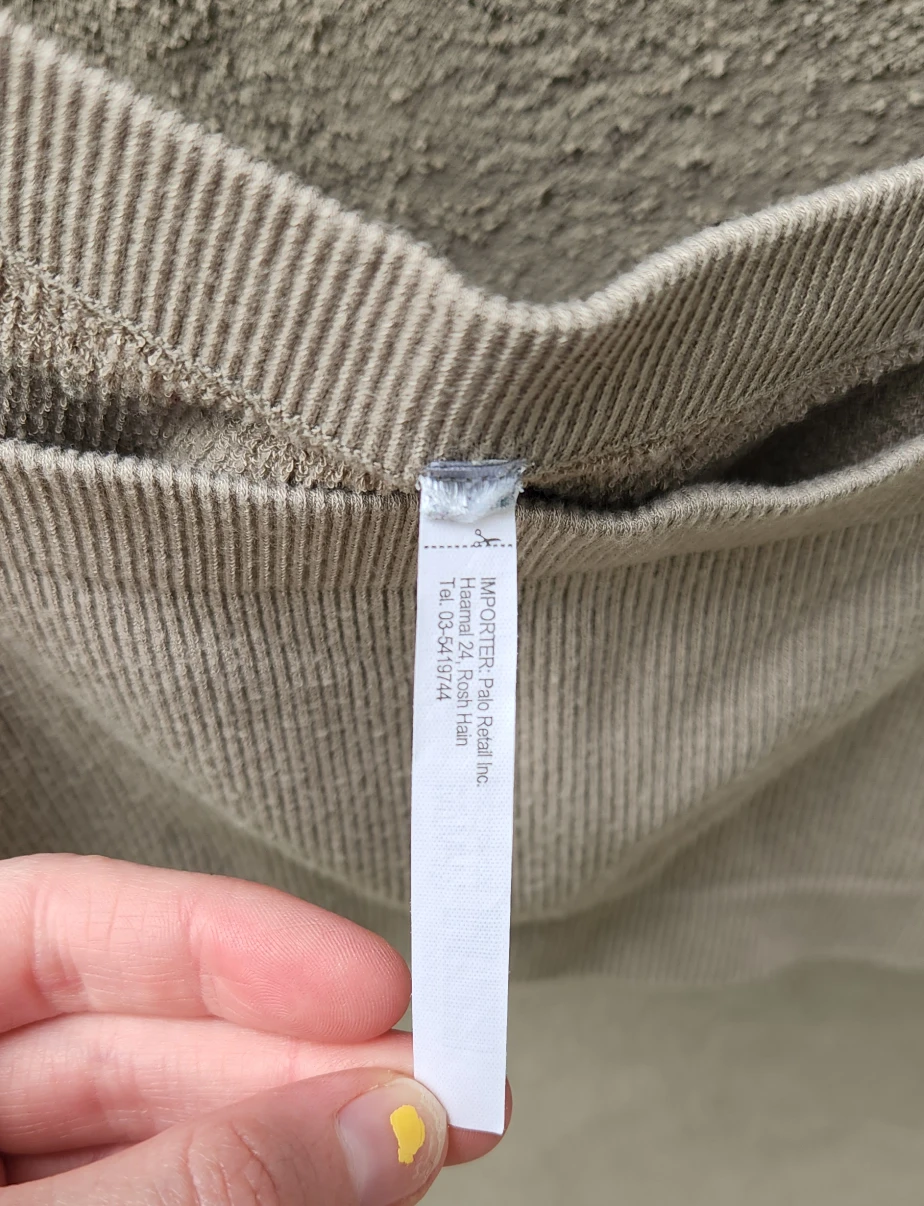 IMPORTER: Palo Retail Inc.
Haamal 24, Rosh Hain
Tel. 03-5419744